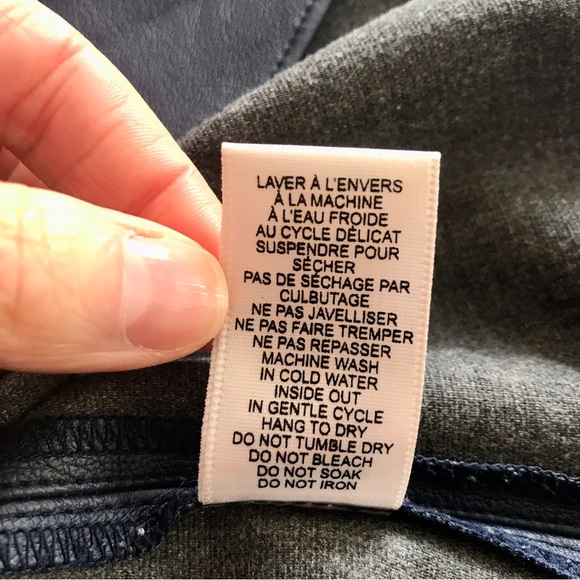 LAVER À L'ENVERS
À LA MACHINE
À L'EAU FROIDE
AU CYCLE DÉLICAT
SUSPENDRE POUR
SÉCHER
PAS DE SÉCHAGE PAR
CULBUTAGE
NE PAS JAVELLISER
NE PAS FAIRE TREMPER
NE PAS REPASSER
MACHINE WASH
IN COLD WATER
INSIDE OUT
IN GENTLE CYCLE
HANG TO DRY
DO NOT TUMBLE DRY
DO NOT BLEACH
DO NOT SOAK
DO NOT IRON